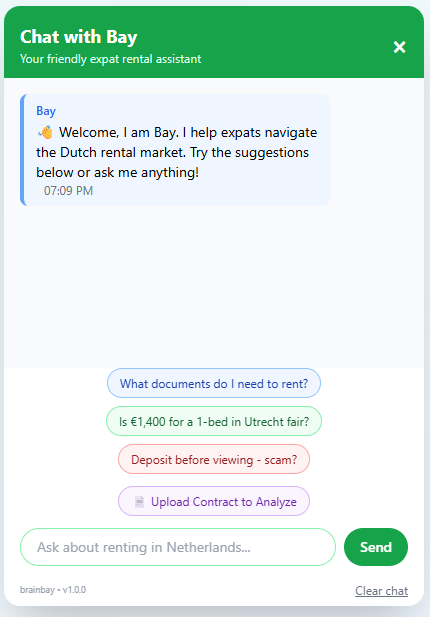 Chat with Bay
Your friendly expat rental assistant
×
Bay
👋 Welcome, I am Bay. I help expats navigate
the Dutch rental market. Try the suggestions
below or ask me anything!
07:09 PM
What documents do I need to rent?
Is €1,400 for a 1-bed in Utrecht fair?
Deposit before viewing - scam?
📄 Upload Contract to Analyze
Ask about renting in Netherlands...
Send
brainbay • v1.0.0
Clear chat